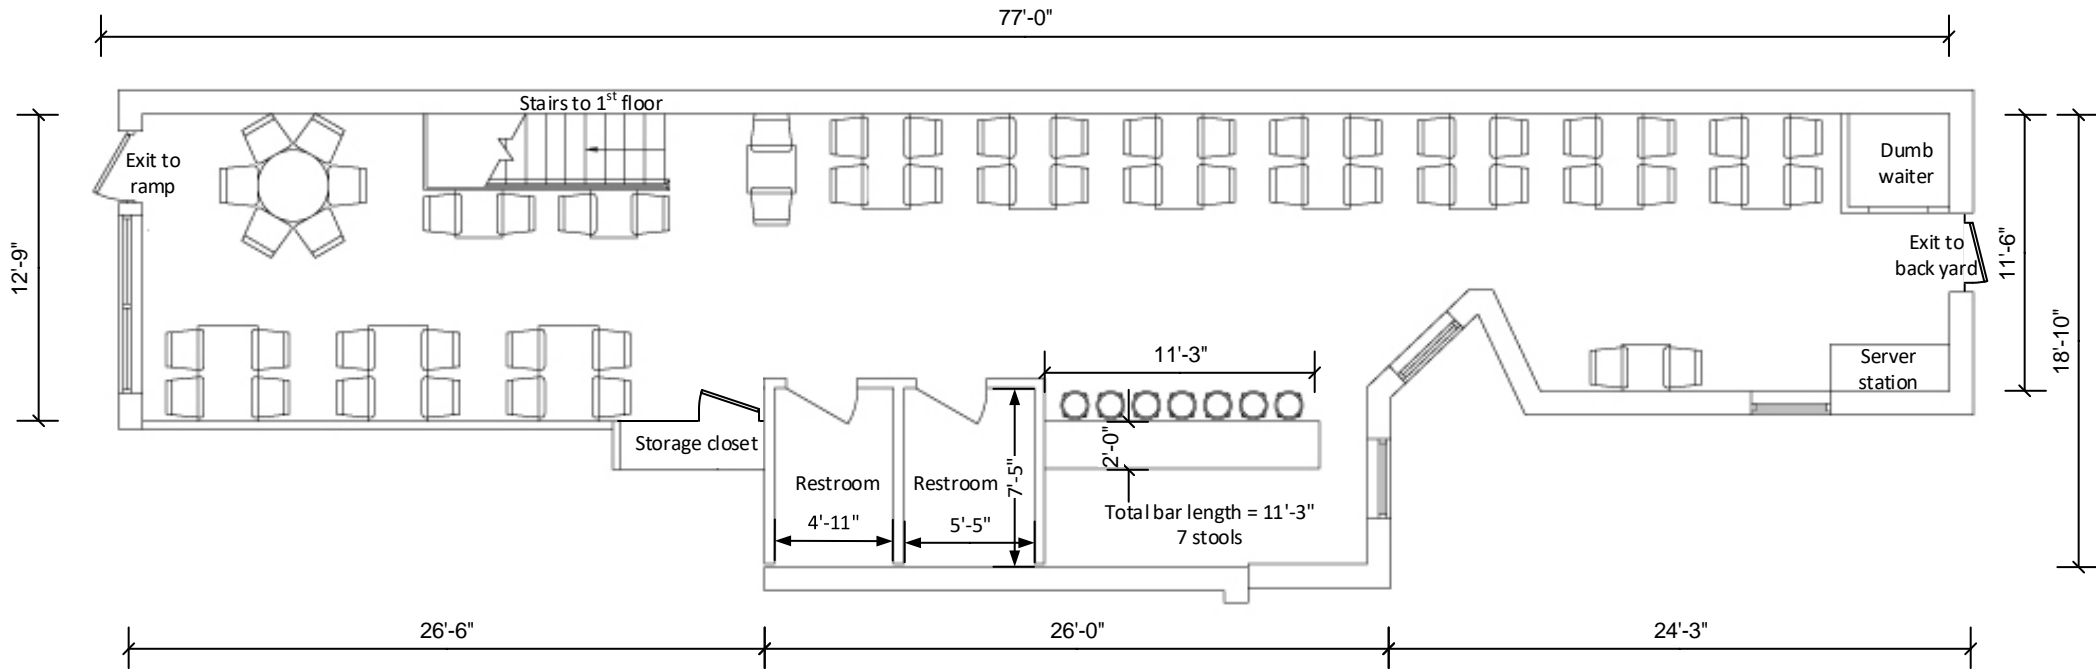 77'-0"
Stairs to 1st floor
Exit to
ramp
Dumb
waiter
12'-9"
Exit to
back yard
11'-6"
18'-10"
11'-3"
Server
station
Storage closet
2'-0"
Restroom
Restroom
7'-5"
4'-11"
5'-5"
Total bar length = 11'-3"
7 stools
26'-6"
26'-0"
24'-3"